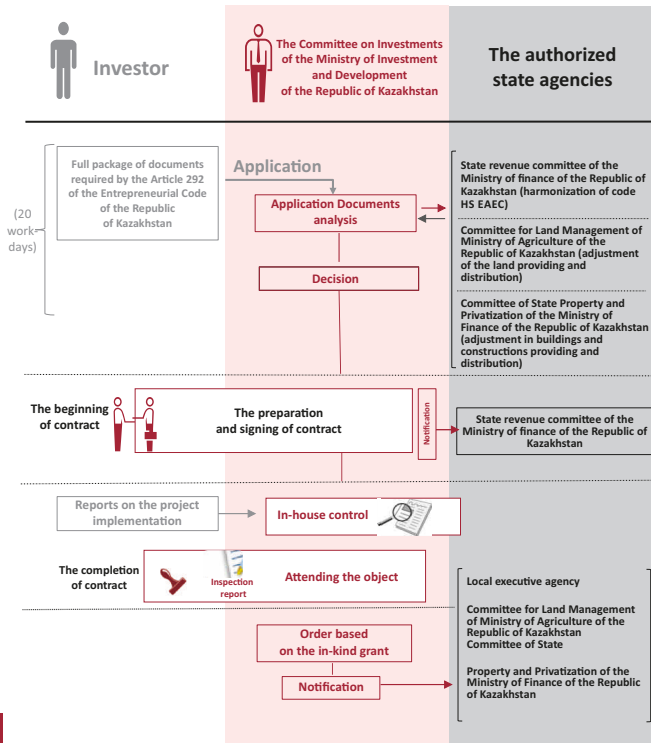 Investor
The Committee on Investments
of the Ministry of Investment
and Development
of the Republic of Kazakhstan
The authorized
state agencies
(20
work-
days)
Full package of documents
required by the Article 292
of the Entrepreneurial Code
of the Republic
of Kazakhstan
Application
Application Documents
analysis
Decision
State revenue committee of the
Ministry of finance of the Republic of
Kazakhstan (harmonization of code
HS EAEC)
Committee for Land Management of
Ministry of Agriculture of the
Republic of Kazakhstan (adjustment
of the land providing and
distribution)
Committee of State Property and
Privatization of the Ministry of
Finance of the Republic of Kazakhstan
(adjustment in buildings and
constructions providing and
distribution)
The beginning
of contract
The preparation
and signing of contract
Notification
State revenue committee of the
Ministry of finance of the Republic of
Kazakhstan
Reports on the project
implementation
In-house control
The completion
of contract
Inspection
report
Attending the object
Order based
on the in-kind grant
Notification
Local executive agency
Committee for Land Management
of Ministry of Agriculture of the
Republic of Kazakhstan
Committee of State
Property and Privatization of the
Ministry of Finance of the Republic
of Kazakhstan